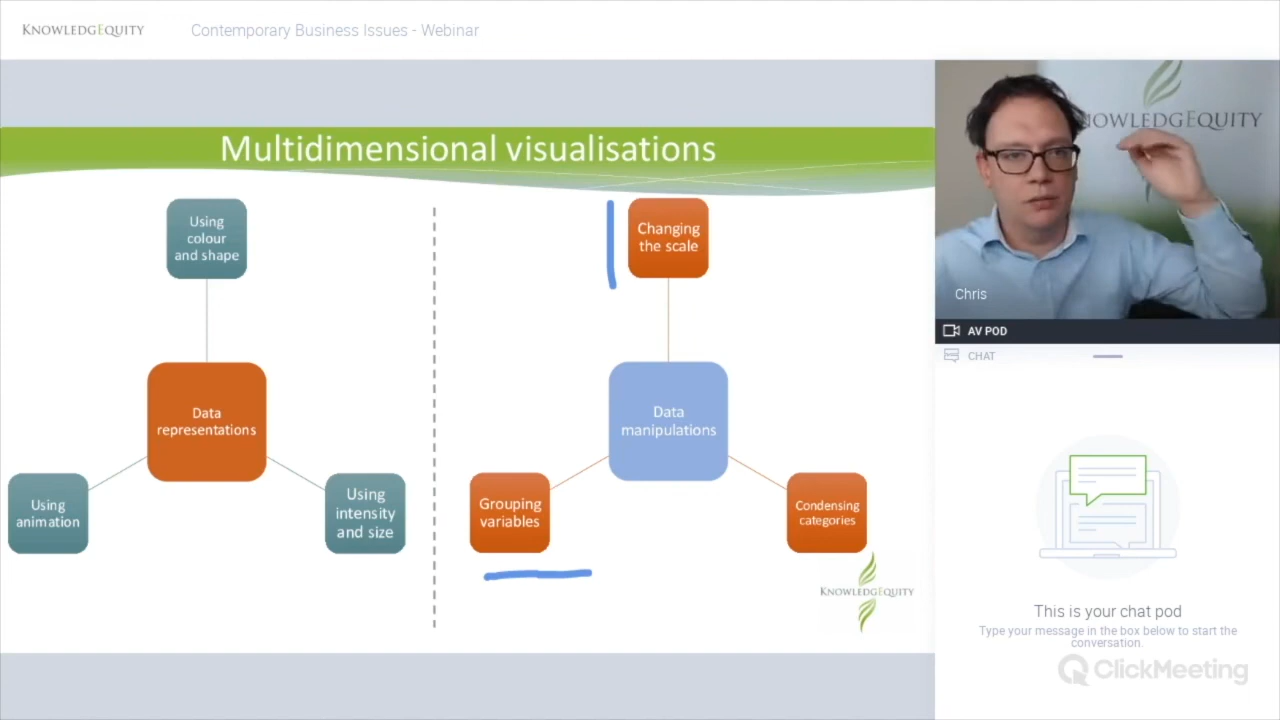 KNOWLEDGEQUITY
Contemporary Business Issues - Webinar
Multidimensional visualisations
Using
colour
and shape
Data
representations
Using
animation
Using
intensity
and size
Changing
the scale
Data
manipulations
Grouping
variables
Condensing
categories
KNOWLEDGEQUITY
NOWLEDGEQUITY
Chris
AV POD
CHAT
This is your chat pod
Type your message in the box below to start the
conversation.
ClickMeeting